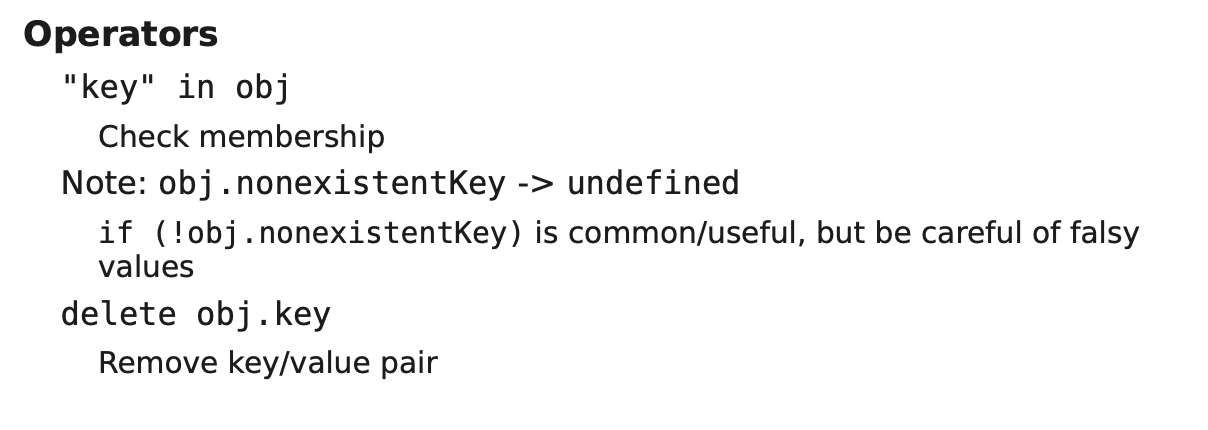 Operators
"key" in obj
Check membership
Note: obj.nonexistentKey -> undefined
if (!obj.nonexistentKey) is common/useful, but be careful of falsy
values
delete obj.key
Remove key/value pair